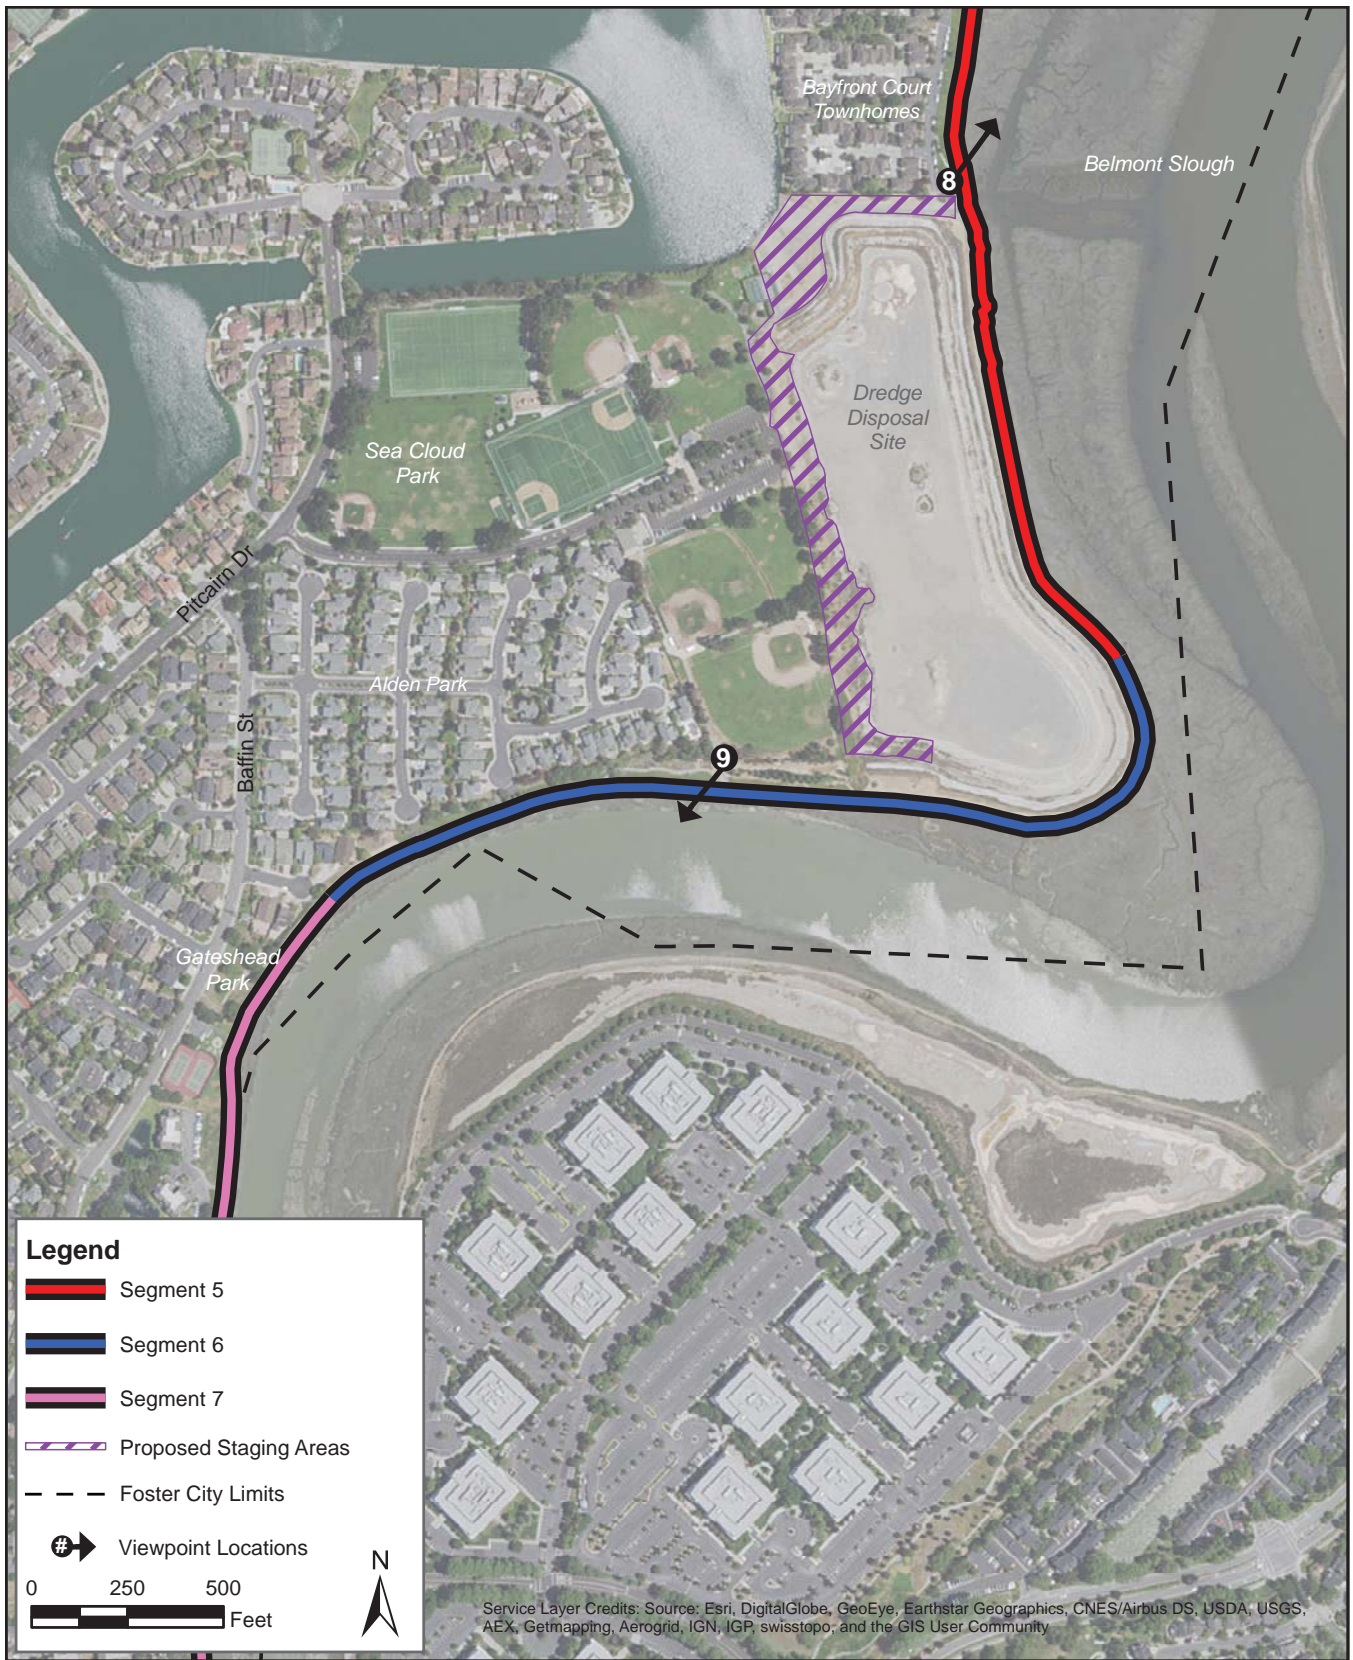 Bayfront Court
Townhomes
8
Belmont Slough
Dredge
Disposal
Site
Sea Cloud
Park
Pitcairn Dr
Alden Park
Baffin St
9
Gateshead
Park
Legend
Segment 5
Segment 6
Segment 7
Proposed Staging Areas
Foster City Limits
# Viewpoint Locations
N
0 250 500
Feet
Service Layer Credits: Source: Esri, DigitalGlobe, GeoEye, Earthstar Geographics, CNES/Airbus DS, USDA, USGS,
AEX, Getmapping, Aerogrid, IGN, IGP, swisstopo, and the GIS User Community